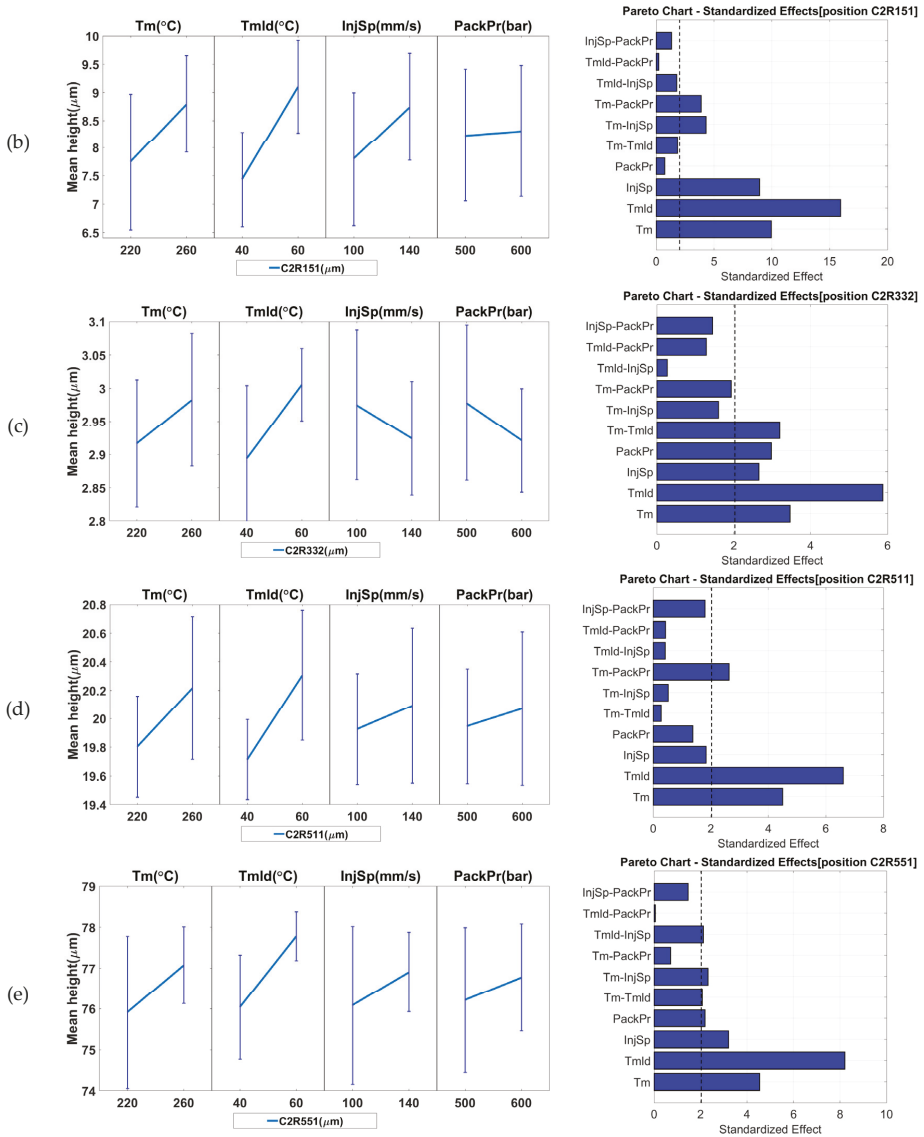 (b)
Tm(°C) Tmld(°C) InjSp(mm/s) PackPr(bar)
Mean height(μm)
10
9.5
9
8.5
8
7.5
7
6.5
220 260 40 60 100 140 500 600
C2R151(μm)
Pareto Chart - Standardized Effects[position C2R151]
InjSp-PackPr
Tmld-PackPr
Tmld-InjSp
Tm-PackPr
Tm-InjSp
Tm-Tmld
PackPr
InjSp
Tmld
Tm
0 5 10 15 20
Standardized Effect
(c)
Tm(°C) Tmld(°C) InjSp(mm/s) PackPr(bar)
Mean height(μm)
3.1
3.05
3
2.95
2.9
2.85
2.8
220 260 40 60 100 140 500 600
C2R332(μm)
Pareto Chart - Standardized Effects[position C2R332]
InjSp-PackPr
Tmld-PackPr
Tmld-InjSp
Tm-PackPr
Tm-InjSp
Tm-Tmld
PackPr
InjSp
Tmld
Tm
0 2 4 6
Standardized Effect
(d)
Tm(°C) Tmld(°C) InjSp(mm/s) PackPr(bar)
Mean height(μm)
20.8
20.6
20.4
20.2
20
19.8
19.6
19.4
220 260 40 60 100 140 500 600
C2R511(μm)
Pareto Chart - Standardized Effects[position C2R511]
InjSp-PackPr
Tmld-PackPr
Tmld-InjSp
Tm-PackPr
Tm-InjSp
Tm-Tmld
PackPr
InjSp
Tmld
Tm
0 2 4 6 8
Standardized Effect
(e)
Tm(°C) Tmld(°C) InjSp(mm/s) PackPr(bar)
Mean height(μm)
79
78
77
76
75
74
220 260 40 60 100 140 500 600
C2R551(μm)
Pareto Chart - Standardized Effects[position C2R551]
InjSp-PackPr
Tmld-PackPr
Tmld-InjSp
Tm-PackPr
Tm-InjSp
Tm-Tmld
PackPr
InjSp
Tmld
Tm
0 2 4 6 8 10
Standardized Effect